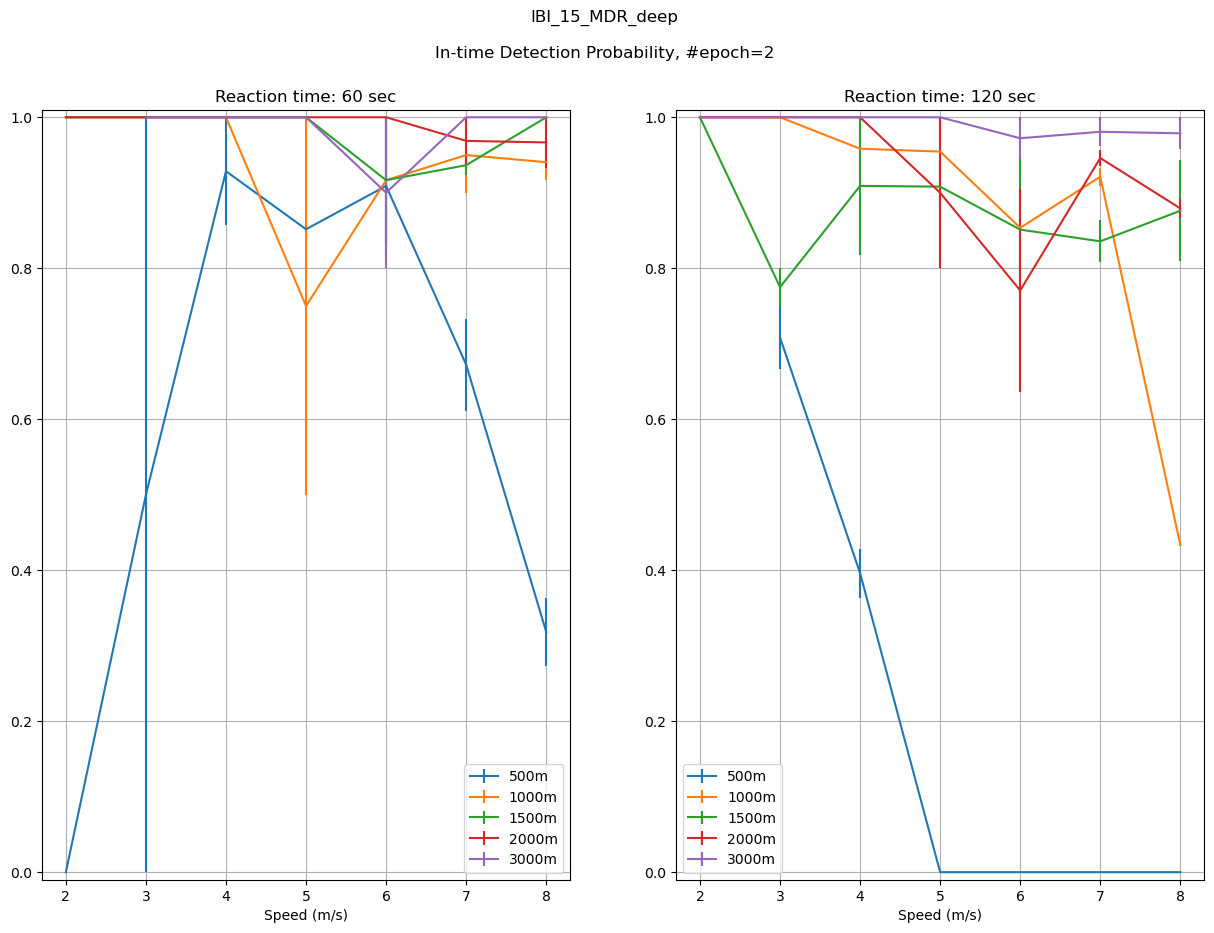 IBI_15_MDR_deep
In-time Detection Probability, #epoch=2
Reaction time: 60 sec
1.0
0.8
0.6
0.4
0.2
0.0
2 3 4 5 6 7 8
Speed (m/s)
500m
1000m
1500m
2000m
3000m
Reaction time: 120 sec
1.0
0.8
0.6
0.4
0.2
0.0
2 3 4 5 6 7 8
Speed (m/s)
500m
1000m
1500m
2000m
3000m